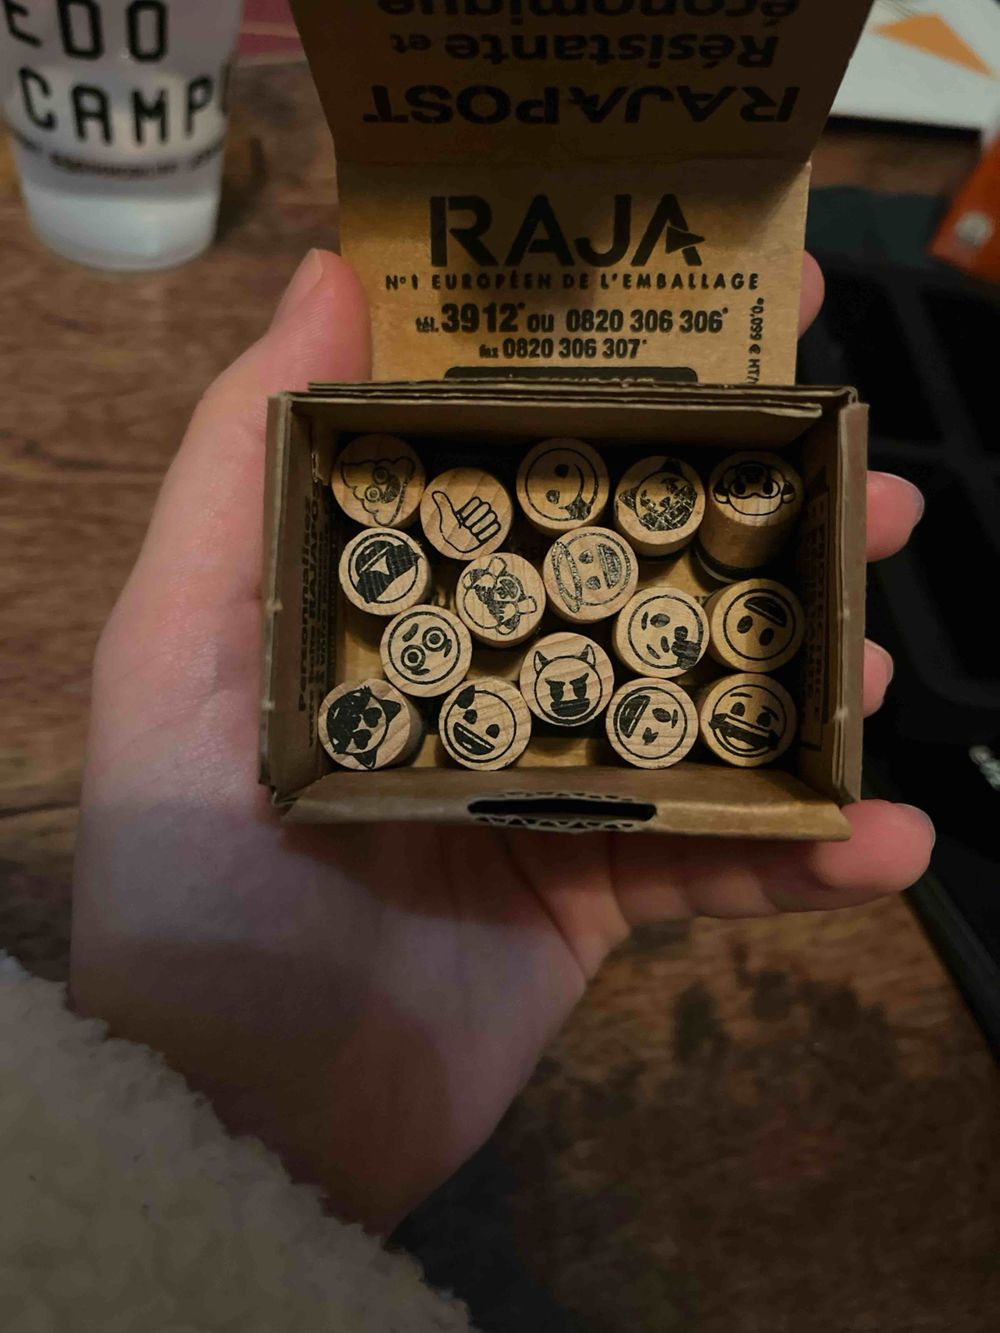 EDO
CAMP
économique
Résistante et
RAJAPOST
RAJA
N°1 EUROPÉEN DE L'EMBALLAGE
tél. 3912* ou 0820 306 306*
fax 0820 306 307*